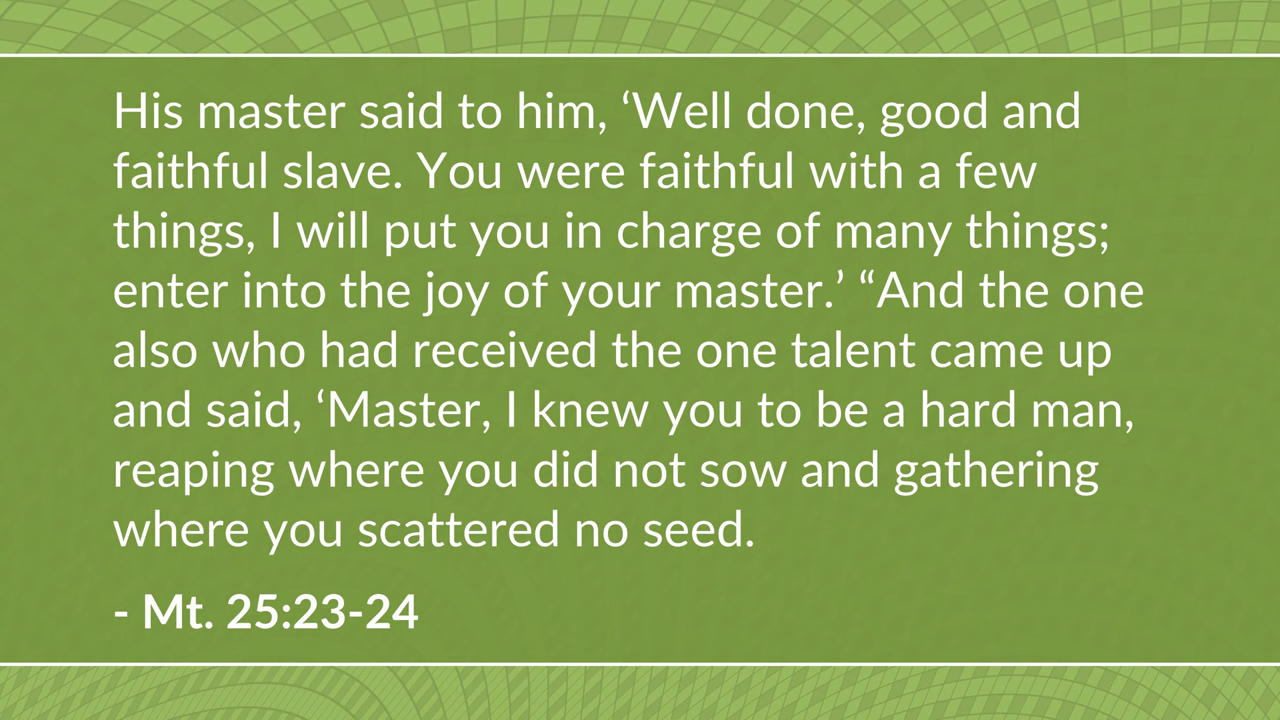 His master said to him, ‘Well done, good and
faithful slave. You were faithful with a few
things, I will put you in charge of many things;
enter into the joy of your master.’ “And the one
also who had received the one talent came up
and said, ‘Master, I knew you to be a hard man,
reaping where you did not sow and gathering
where you scattered no seed.
- Mt. 25:23-24